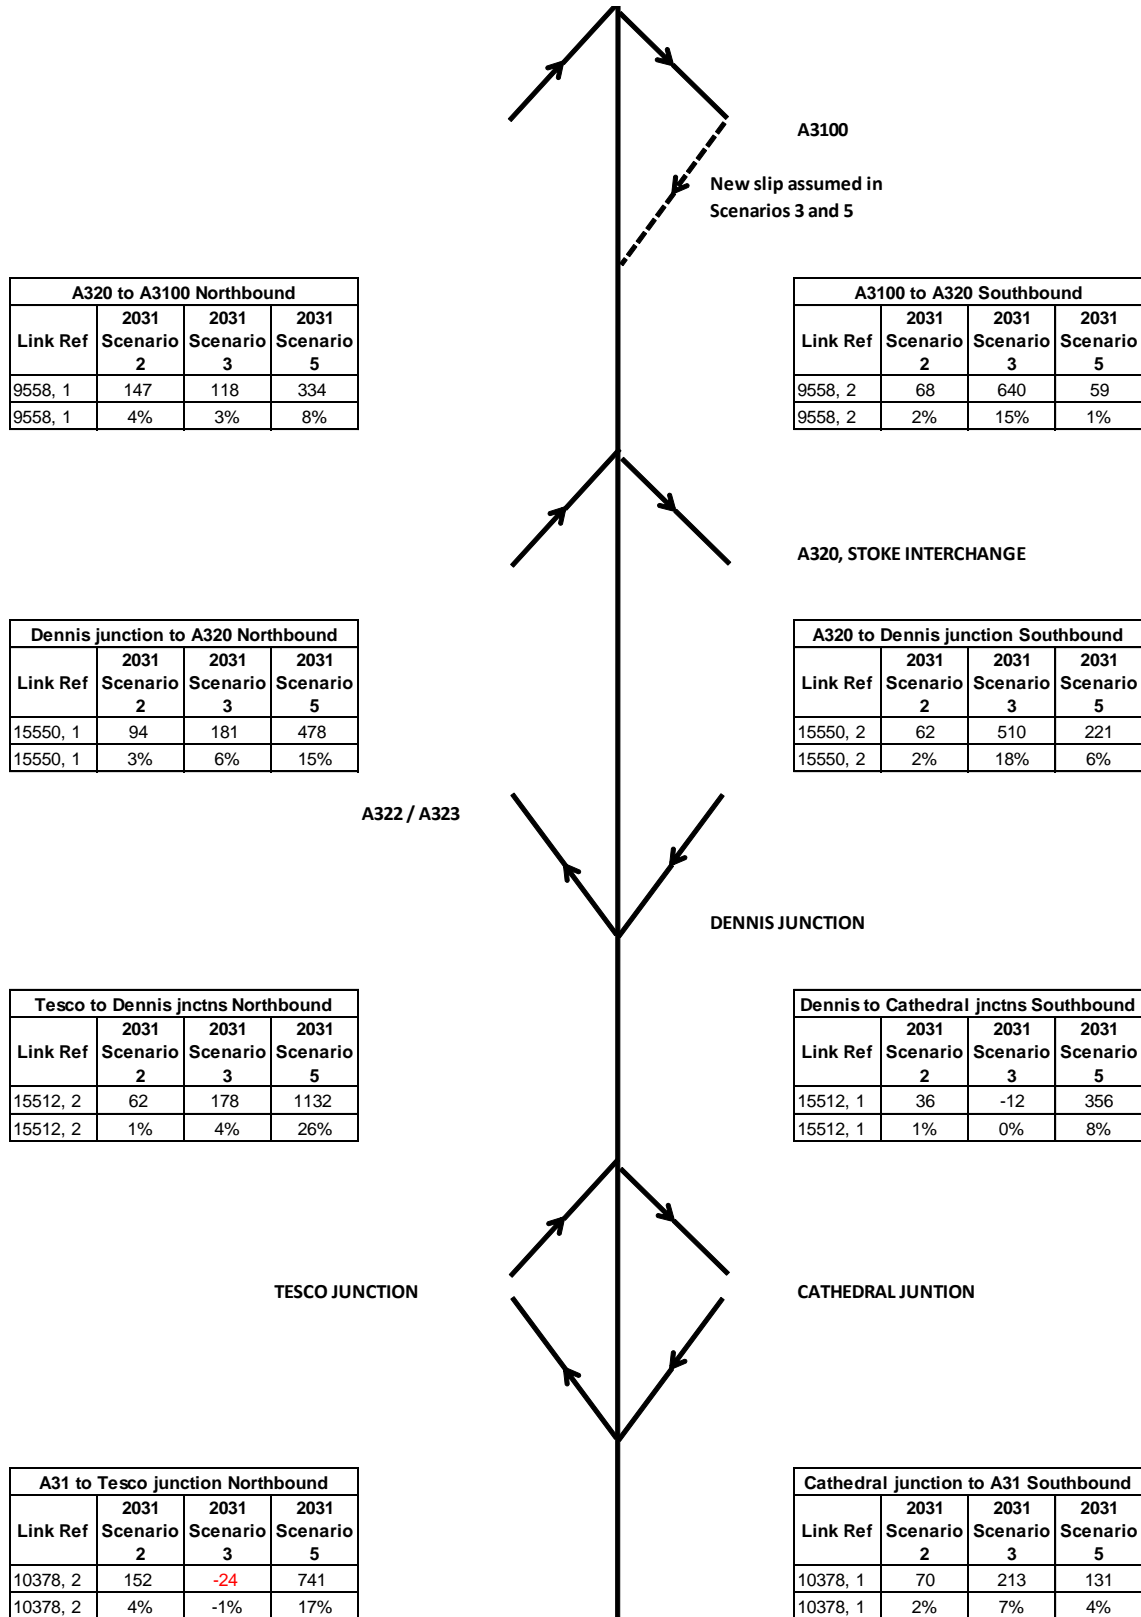 A3100
New slip assumed in
Scenarios 3 and 5
A320 to A3100 Northbound
Link Ref 2031 Scenario 2 2031 Scenario 3 2031 Scenario 5
9558, 1 147 118 334
9558, 1 4% 3% 8%
A3100 to A320 Southbound
Link Ref 2031 Scenario 2 2031 Scenario 3 2031 Scenario 5
9558, 2 68 640 59
9558, 2 2% 15% 1%
A320, STOKE INTERCHANGE
Dennis junction to A320 Northbound
Link Ref 2031 Scenario 2 2031 Scenario 3 2031 Scenario 5
15550, 1 94 181 478
15550, 1 3% 6% 15%
A320 to Dennis junction Southbound
Link Ref 2031 Scenario 2 2031 Scenario 3 2031 Scenario 5
15550, 2 62 510 221
15550, 2 2% 18% 6%
A322 / A323
DENNIS JUNCTION
Tesco to Dennis jnctns Northbound
Link Ref 2031 Scenario 2 2031 Scenario 3 2031 Scenario 5
15512, 2 62 178 1132
15512, 2 1% 4% 26%
Dennis to Cathedral jnctns Southbound
Link Ref 2031 Scenario 2 2031 Scenario 3 2031 Scenario 5
15512, 1 36 -12 356
15512, 1 1% 0% 8%
TESCO JUNCTION
CATHEDRAL JUNTION
A31 to Tesco junction Northbound
Link Ref 2031 Scenario 2 2031 Scenario 3 2031 Scenario 5
10378, 2 152 -24 741
10378, 2 4% -1% 17%
Cathedral junction to A31 Southbound
Link Ref 2031 Scenario 2 2031 Scenario 3 2031 Scenario 5
10378, 1 70 213 131
10378, 1 2% 7% 4%